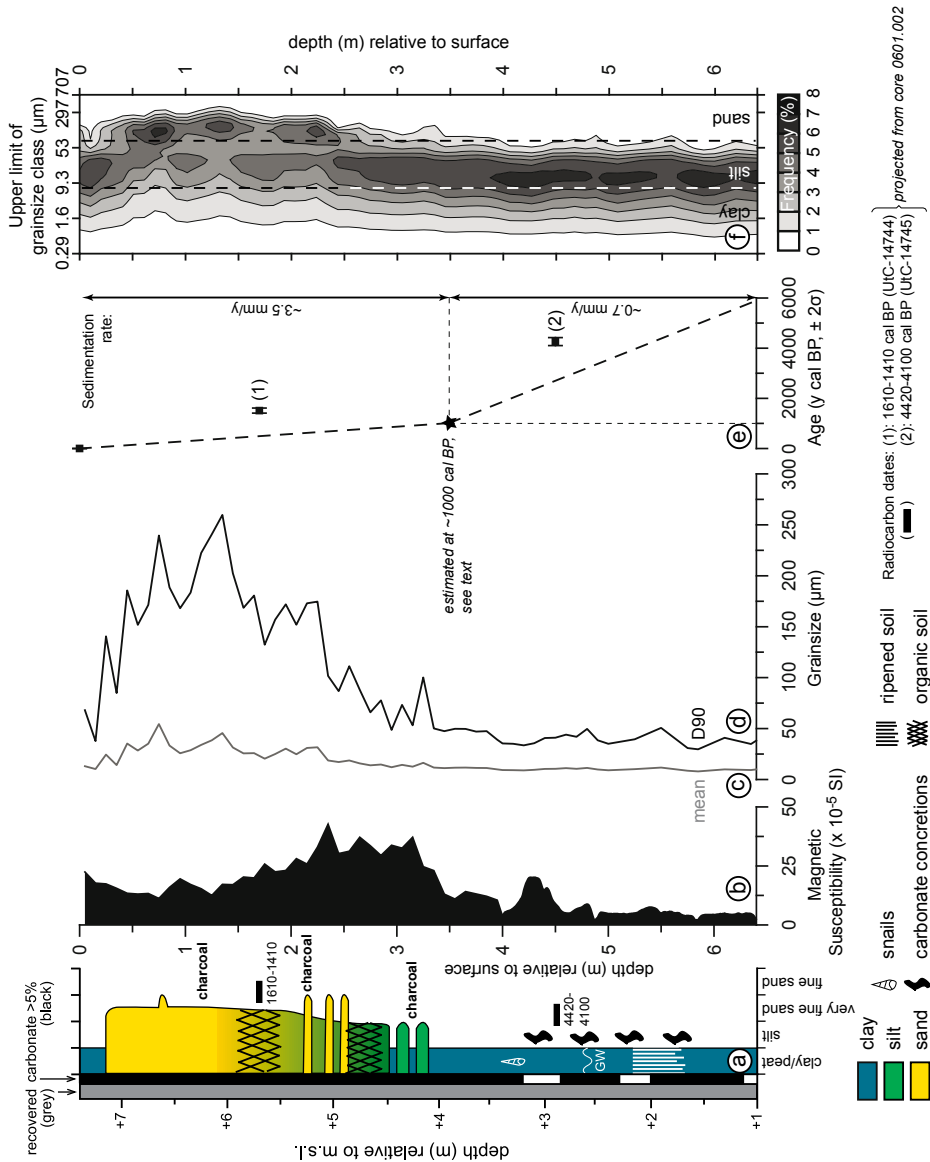 recovered (grey)
carbonate >5%
(black)
depth (m) relative to m.s.l.
+7
+6
+5
+4
+3
+2
+1
clay/peat
silt
very fine sand
fine sand
charcoal
1610-1410
charcoal
charcoal
4420-
4100
GW
a
depth (m) relative to surface
0
1
2
3
4
5
6
b
0
25
50
Magnetic
Susceptibility (x 10-5 SI)
mean
c
D90
d
0
50
100
150
200
250
300
Grainsize (µm)
estimated at ~1000 cal BP,
see text
e
0
2000
4000
6000
Age (y cal BP, ± 2σ)
Sedimentation
rate:
~3.5 mm/y
~0.7 mm/y
(1)
(2)
Upper limit of
grainsize class (µm)
0.29
1.6
9.3
53
297
707
clay
silt
sand
f
0 1 2 3 4 5 6 7 8
Frequency (%)
depth (m) relative to surface
0
1
2
3
4
5
6
clay
silt
sand
snails
carbonate concretions
ripened soil
organic soil
Radiocarbon dates: (1): 1610-1410 cal BP (UtC-14744)
( ) (2): 4420-4100 cal BP (UtC-14745)
projected from core 0601.002